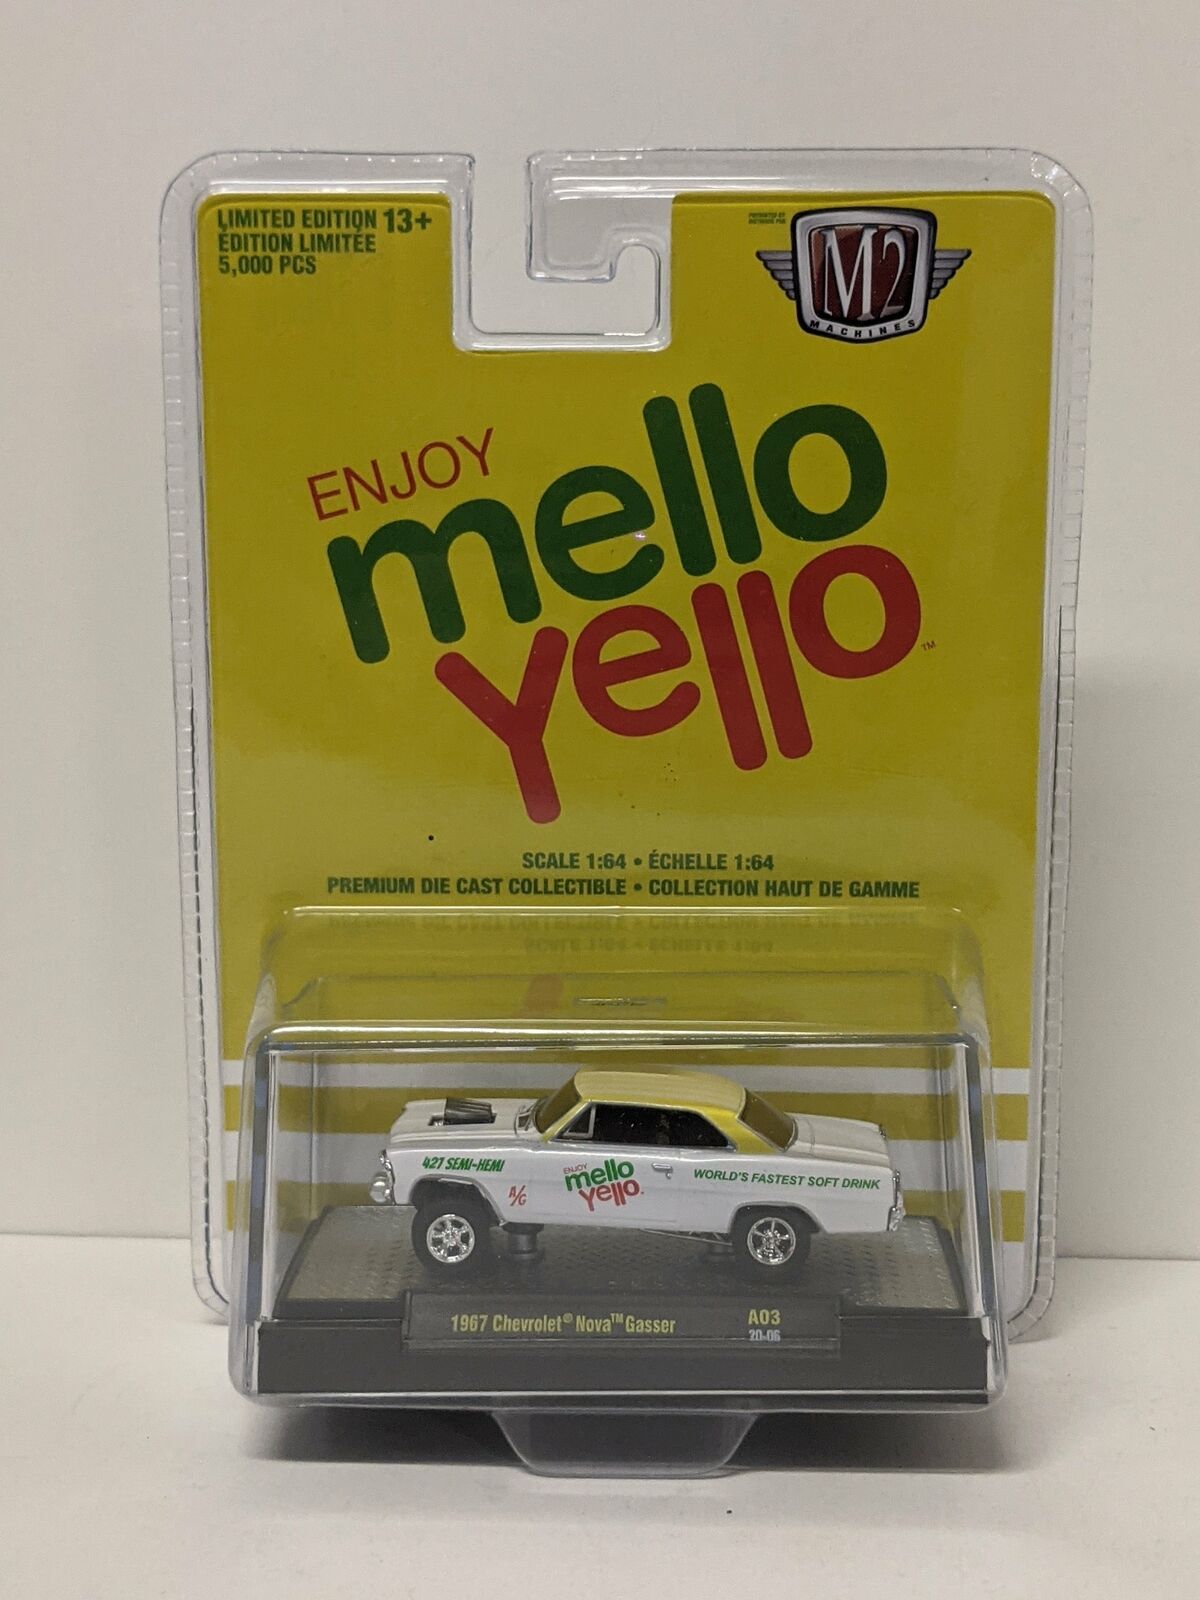 LIMITED EDITION 13+
ÉDITION LIMITÉE
5,000 PCS
M2
MACHINES
ENJOY
mello
yello™
SCALE 1:64 • ÉCHELLE 1:64
PREMIUM DIE CAST COLLECTIBLE • COLLECTION HAUT DE GAMME
427 SEMI-HEMI
A/G
ENJOY
mello
yello
WORLD'S FASTEST SOFT DRINK
1967 Chevrolet® Nova™ Gasser
A03
20-06